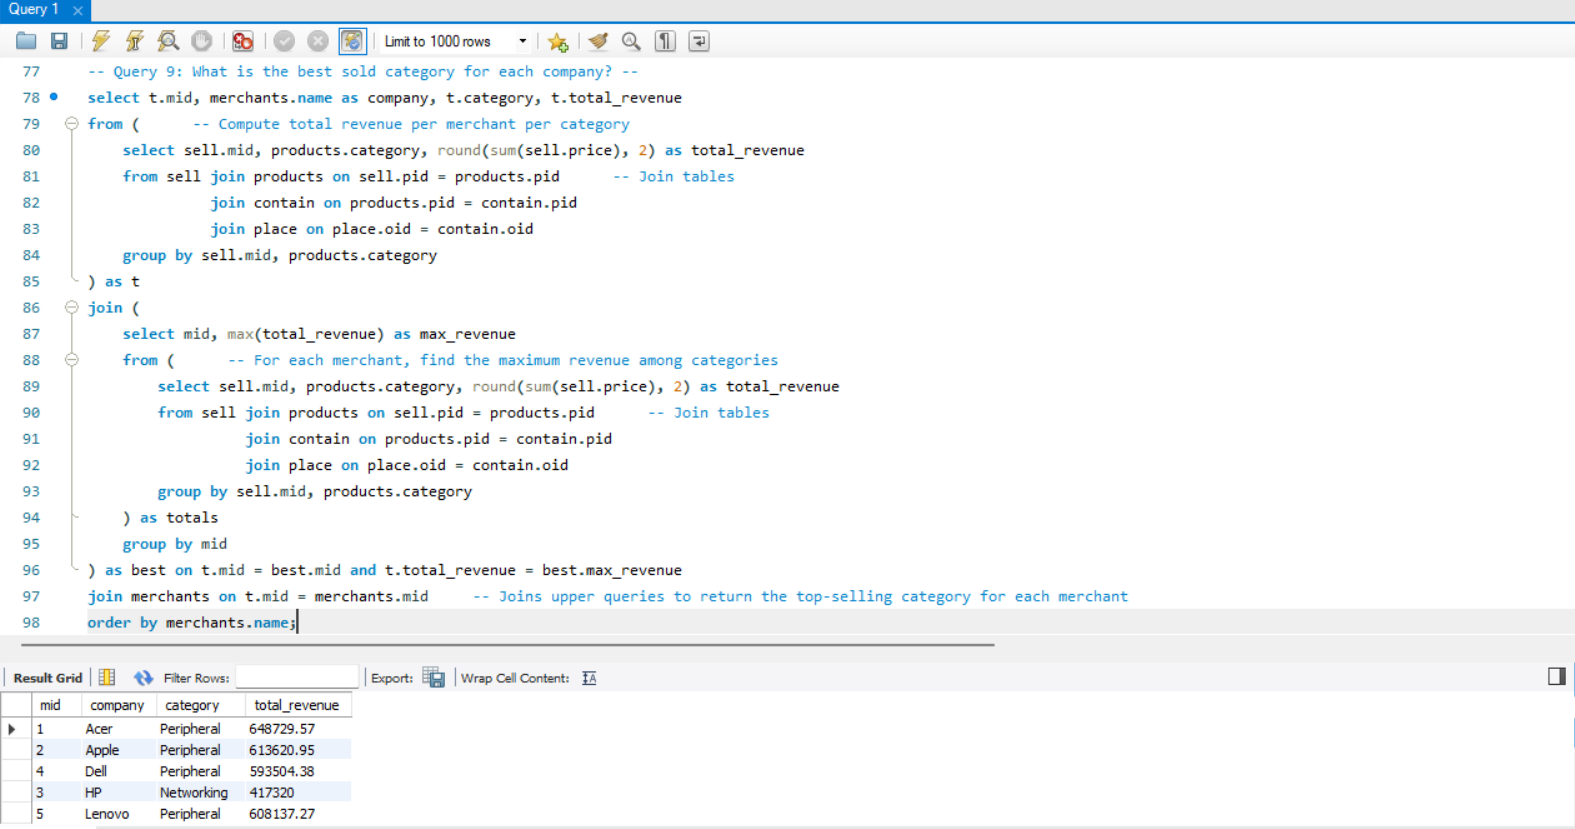 Query 1 ×
Limit to 1000 rows
77 -- Query 9: What is the best sold category for each company? --
78 select t.mid, merchants.name as company, t.category, t.total_revenue
79 from ( -- Compute total revenue per merchant per category
80 select sell.mid, products.category, round(sum(sell.price), 2) as total_revenue
81 from sell join products on sell.pid = products.pid -- Join tables
82 join contain on products.pid = contain.pid
83 join place on place.oid = contain.oid
84 group by sell.mid, products.category
85 ) as t
86 join (
87 select mid, max(total_revenue) as max_revenue
88 from ( -- For each merchant, find the maximum revenue among categories
89 select sell.mid, products.category, round(sum(sell.price), 2) as total_revenue
90 from sell join products on sell.pid = products.pid -- Join tables
91 join contain on products.pid = contain.pid
92 join place on place.oid = contain.oid
93 group by sell.mid, products.category
94 ) as totals
95 group by mid
96 ) as best on t.mid = best.mid and t.total_revenue = best.max_revenue
97 join merchants on t.mid = merchants.mid -- Joins upper queries to return the top-selling category for each merchant
98 order by merchants.name;
Result Grid Filter Rows: Export: Wrap Cell Content: IA
mid company category total_revenue
1 Acer Peripheral 648729.57
2 Apple Peripheral 613620.95
4 Dell Peripheral 593504.38
3 HP Networking 417320
5 Lenovo Peripheral 608137.27